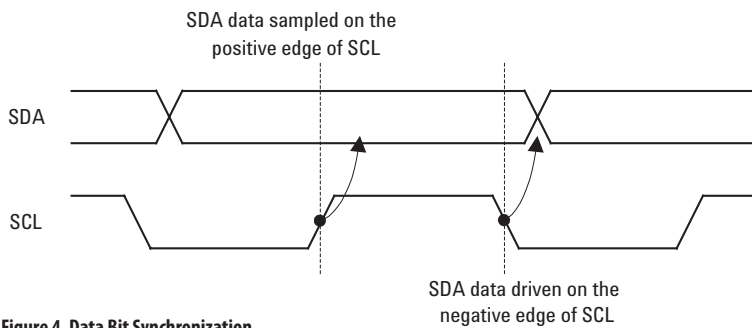 SDA data sampled on the
positive edge of SCL
SDA
SCL
SDA data driven on the
negative edge of SCL
Figure 4. Data Bit Synchronization